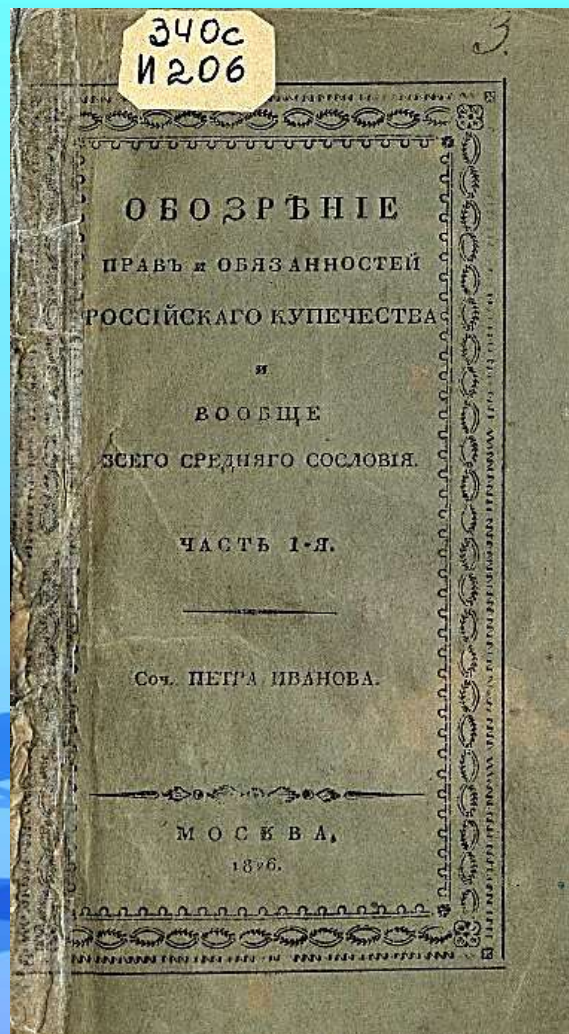 340с
И206
3.
ОБОЗРѢНІЕ
ПРАВЪ и ОБЯЗАННОСТЕЙ
РОССІЙСКАГО КУПЕЧЕСТВА
и
ВООБЩЕ
ВСЕГО СРЕДНЯГО СОСЛОВІЯ.
ЧАСТЬ 1-Я.
Соч. ПЕТРА ИВАНОВА.
МОСКВА,
1826.